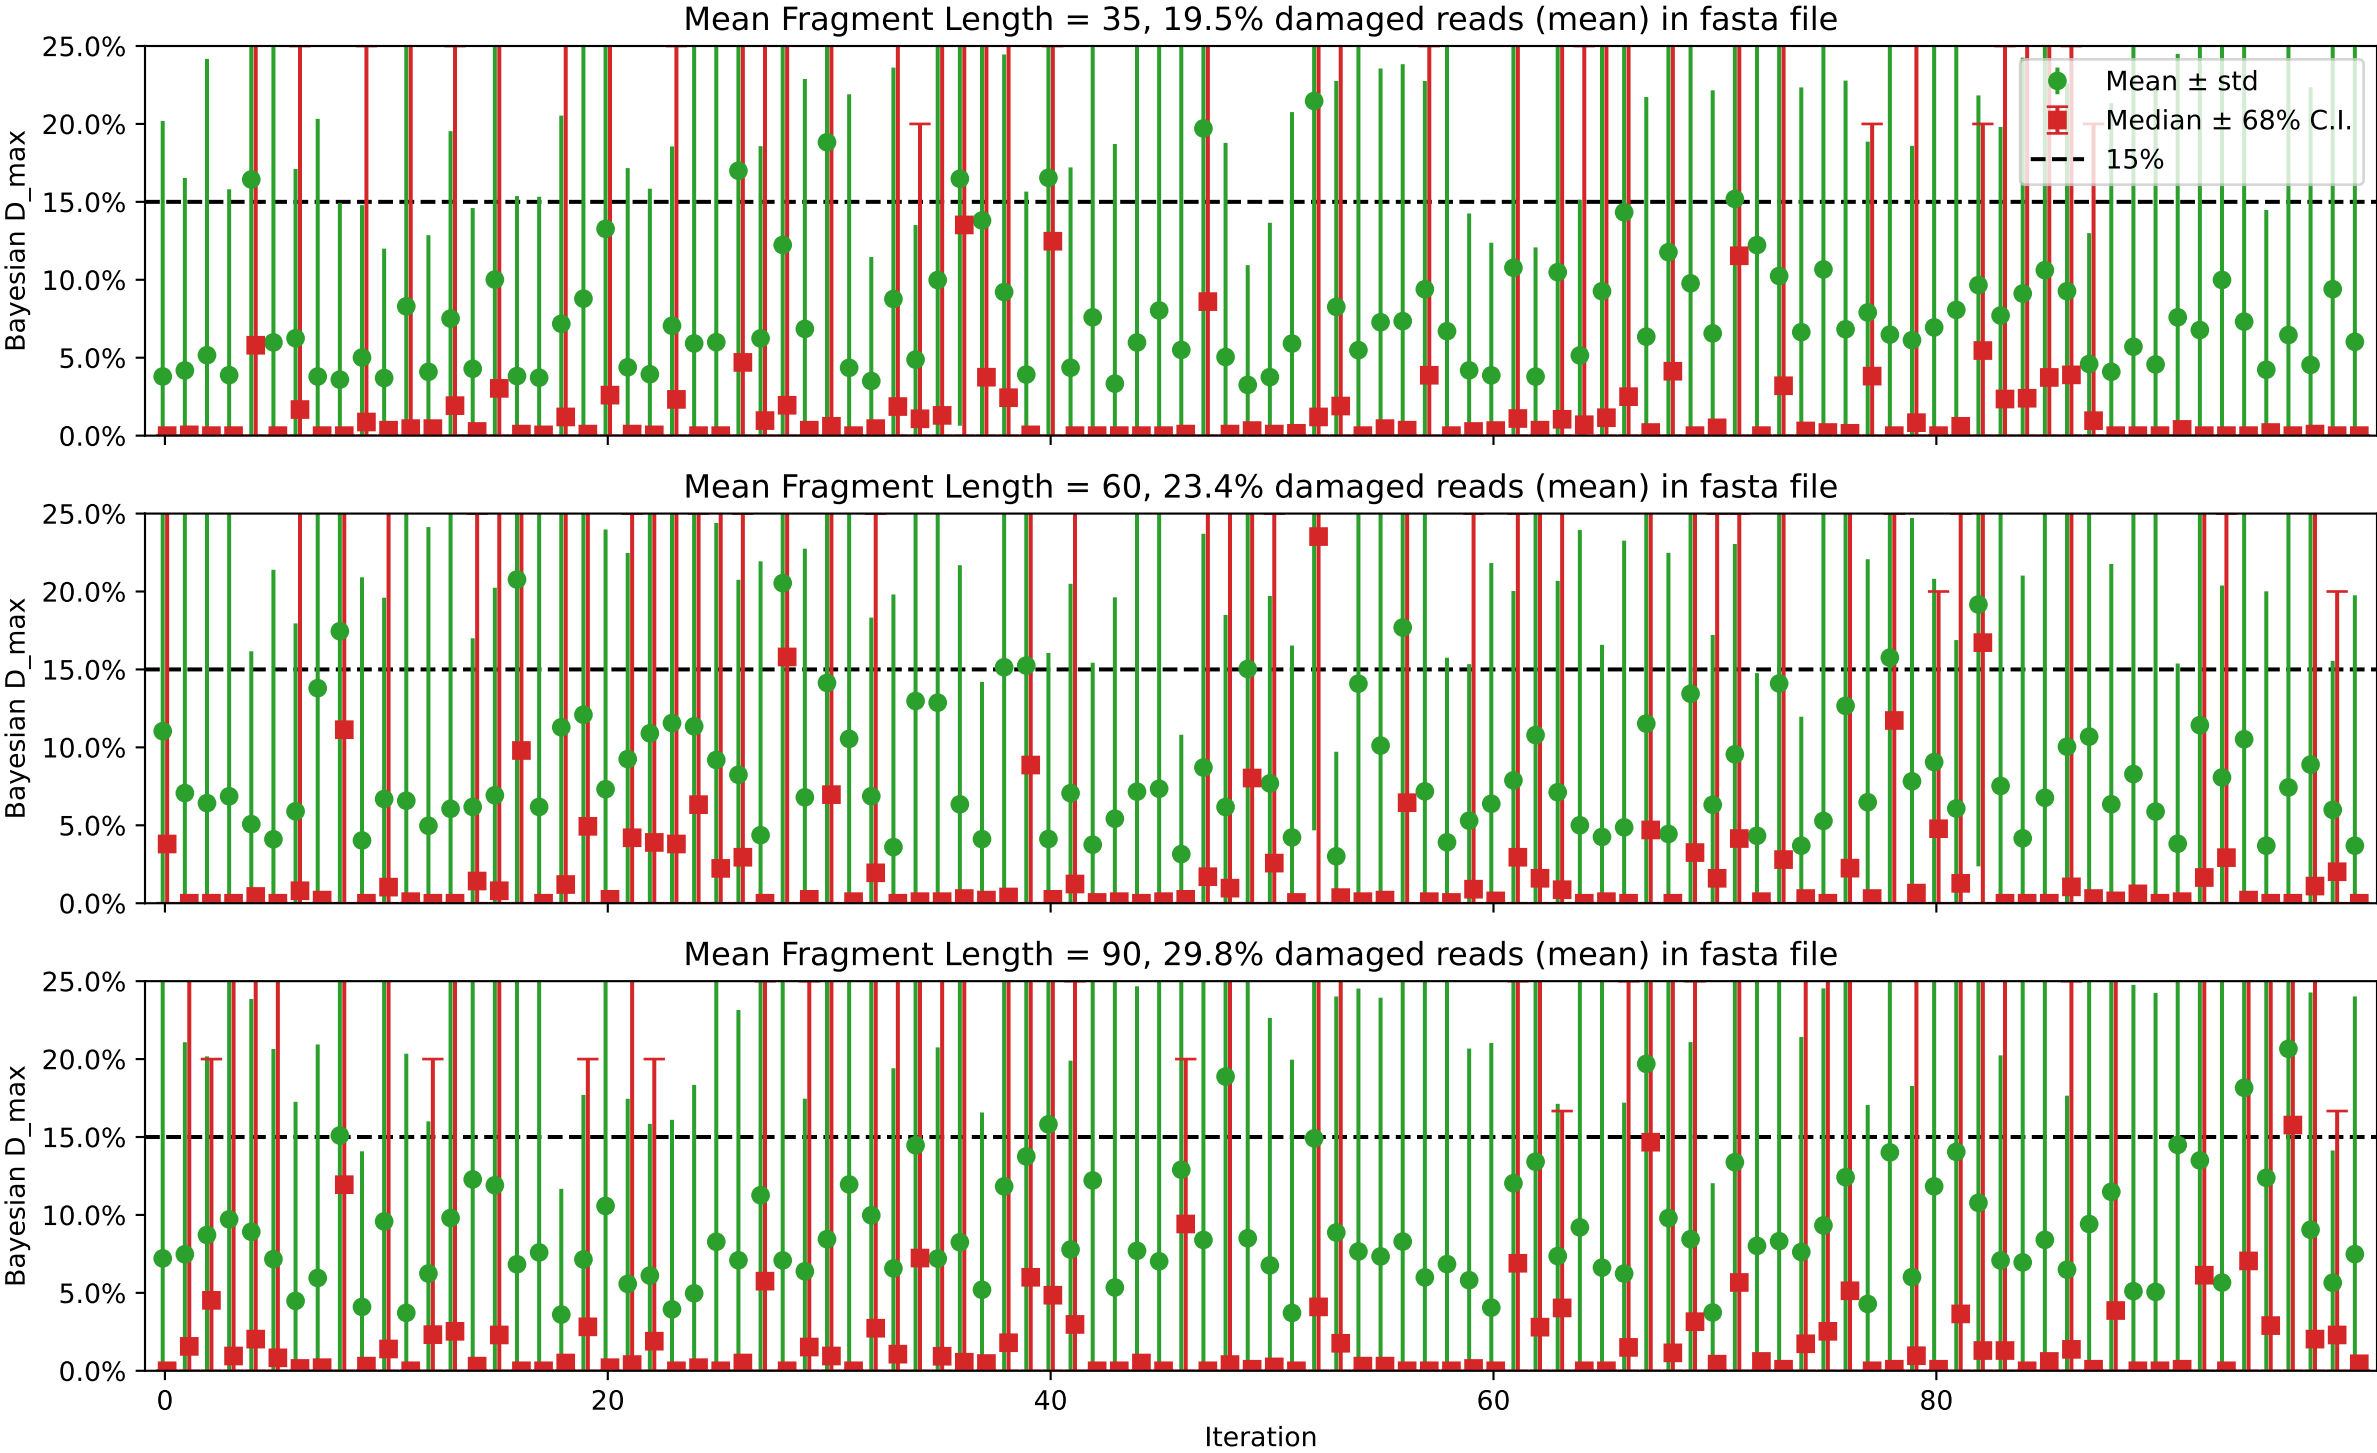 Mean Fragment Length = 35, 19.5% damaged reads (mean) in fasta file
Bayesian D_max
25.0%
20.0%
15.0%
10.0%
5.0%
0.0%
Mean ± std
Median ± 68% C.I.
15%
Mean Fragment Length = 60, 23.4% damaged reads (mean) in fasta file
Bayesian D_max
25.0%
20.0%
15.0%
10.0%
5.0%
0.0%
Mean Fragment Length = 90, 29.8% damaged reads (mean) in fasta file
Bayesian D_max
25.0%
20.0%
15.0%
10.0%
5.0%
0.0%
0 20 40 60 80
Iteration